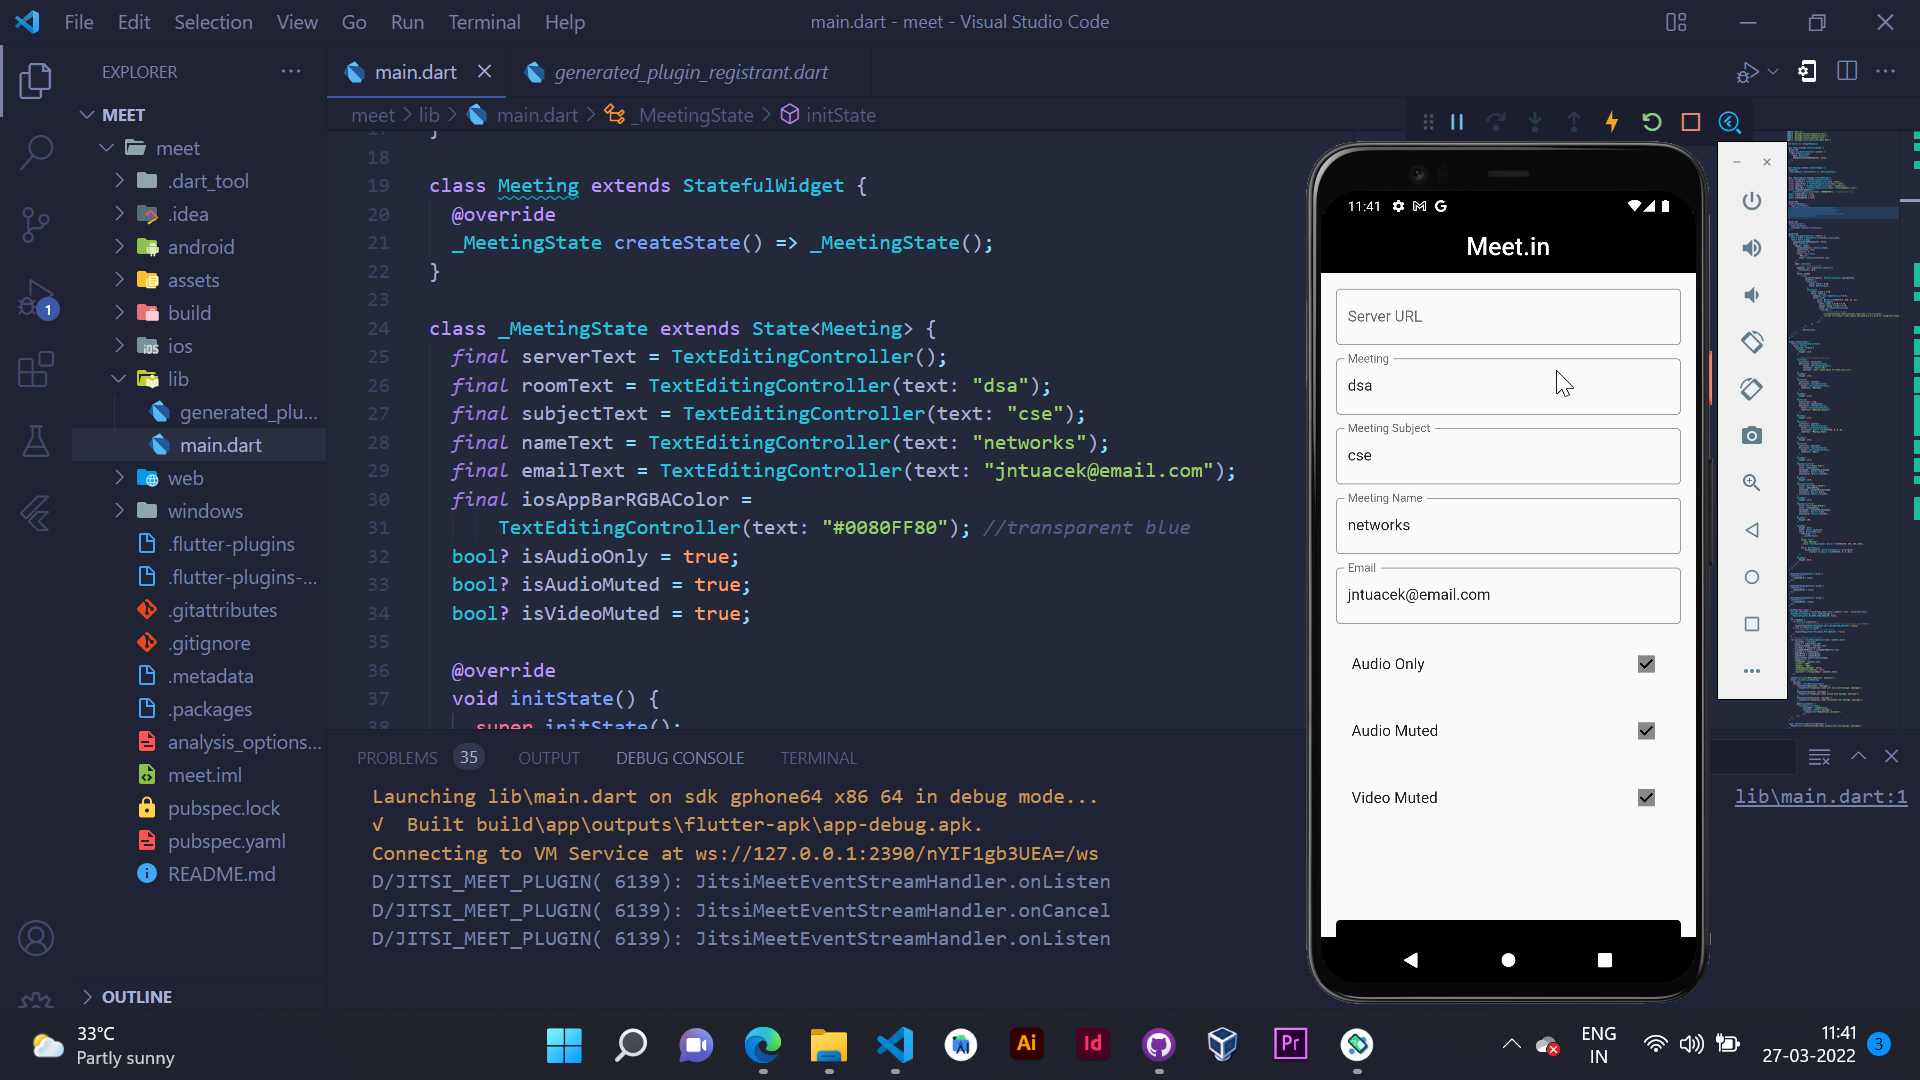 File Edit Selection View Go Run Terminal Help
main.dart - meet - Visual Studio Code
EXPLORER
MEET
meet
.dart_tool
.idea
android
assets
build
ios
lib
generated_plu...
main.dart
web
windows
.flutter-plugins
.flutter-plugins-...
.gitattributes
.gitignore
.metadata
.packages
analysis_options...
meet.iml
pubspec.lock
pubspec.yaml
README.md
OUTLINE
1
main.dart
generated_plugin_registrant.dart
meet > lib > main.dart > _MeetingState > initState
17 }
18
19 class Meeting extends StatefulWidget {
20 @override
21 _MeetingState createState() => _MeetingState();
22 }
23
24 class _MeetingState extends State<Meeting> {
25 final serverText = TextEditingController();
26 final roomText = TextEditingController(text: "dsa");
27 final subjectText = TextEditingController(text: "cse");
28 final nameText = TextEditingController(text: "networks");
29 final emailText = TextEditingController(text: "jntuacek@email.com");
30 final iosAppBarRGBAColor =
31 TextEditingController(text: "#0080FF80"); //transparent blue
32 bool? isAudioOnly = true;
33 bool? isAudioMuted = true;
34 bool? isVideoMuted = true;
35
36 @override
37 void initState() {
38 super.initState();
PROBLEMS 35 OUTPUT DEBUG CONSOLE TERMINAL
Launching lib\main.dart on sdk gphone64 x86 64 in debug mode...
lib\main.dart:1
√ Built build\app\outputs\flutter-apk\app-debug.apk.
Connecting to VM Service at ws://127.0.0.1:2390/nYIF1gb3UEA=/ws
D/JITSI_MEET_PLUGIN( 6139): JitsiMeetEventStreamHandler.onListen
D/JITSI_MEET_PLUGIN( 6139): JitsiMeetEventStreamHandler.onCancel
D/JITSI_MEET_PLUGIN( 6139): JitsiMeetEventStreamHandler.onListen
11:41
Meet.in
Server URL
Meeting
dsa
Meeting Subject
cse
Meeting Name
networks
Email
jntuacek@email.com
Audio Only
Audio Muted
Video Muted
33°C
Partly sunny
Ai
Id
Pr
ENG
IN
11:41
27-03-2022
3